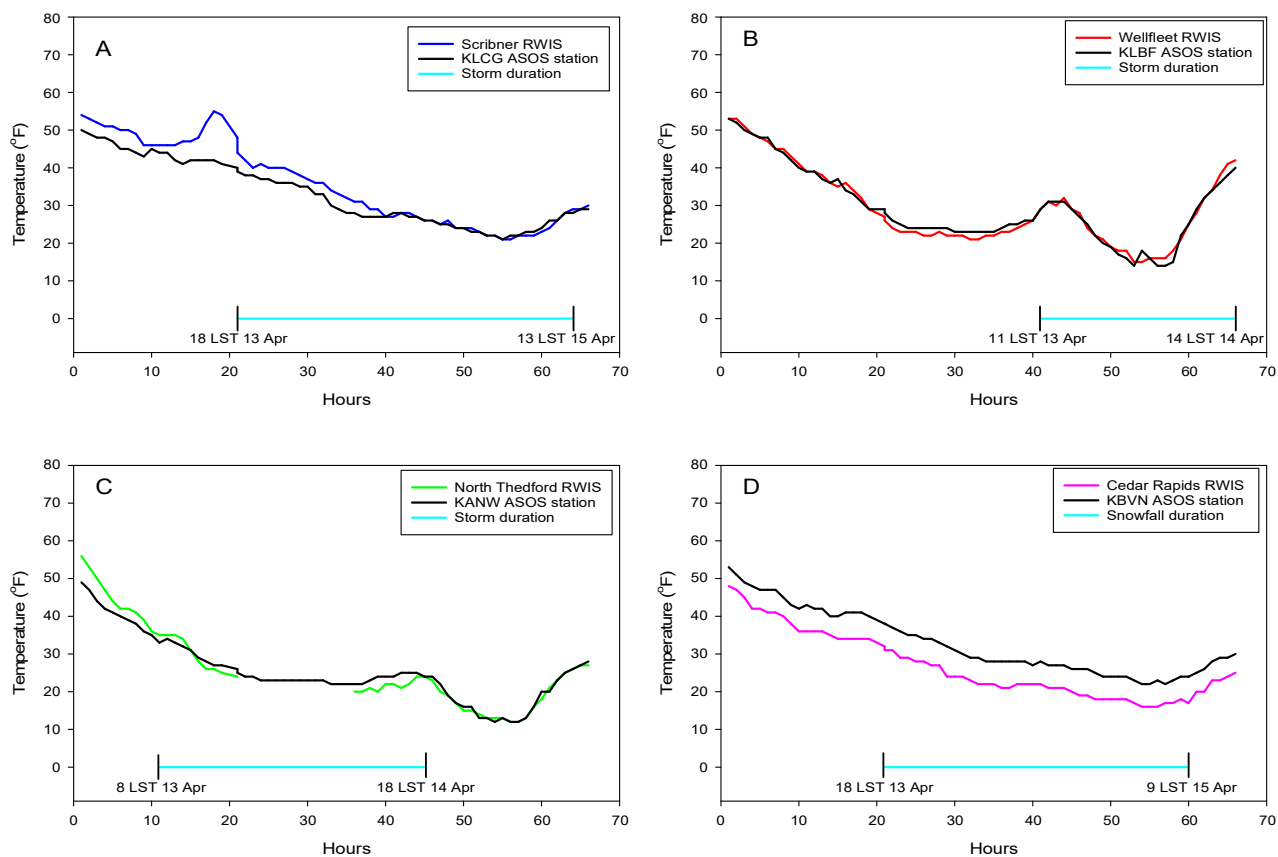 A
Scribner RWIS
KLCG ASOS station
Storm duration
Temperature (°F)
80
70
60
50
40
30
20
10
0
18 LST 13 Apr
13 LST 15 Apr
0 10 20 30 40 50 60 70
Hours
B
Wellfleet RWIS
KLBF ASOS station
Storm duration
Temperature (°F)
80
70
60
50
40
30
20
10
0
11 LST 13 Apr
14 LST 14 Apr
0 10 20 30 40 50 60 70
Hours
C
North Thedford RWIS
KANW ASOS station
Storm duration
Temperature (°F)
80
70
60
50
40
30
20
10
0
8 LST 13 Apr
18 LST 14 Apr
0 10 20 30 40 50 60 70
Hours
D
Cedar Rapids RWIS
KBVN ASOS station
Snowfall duration
Temperature (°F)
80
70
60
50
40
30
20
10
0
18 LST 13 Apr
9 LST 15 Apr
0 10 20 30 40 50 60 70
Hours